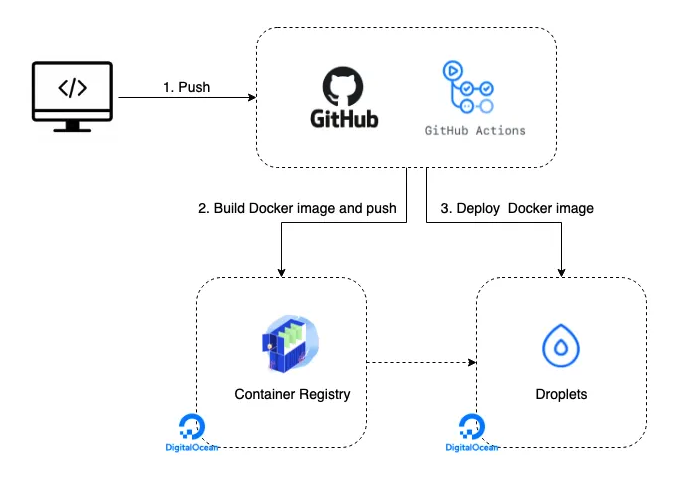 </>
1. Push
GitHub
GitHub Actions
2. Build Docker image and push
3. Deploy  Docker image
Container Registry
Droplets
DigitalOcean
DigitalOcean